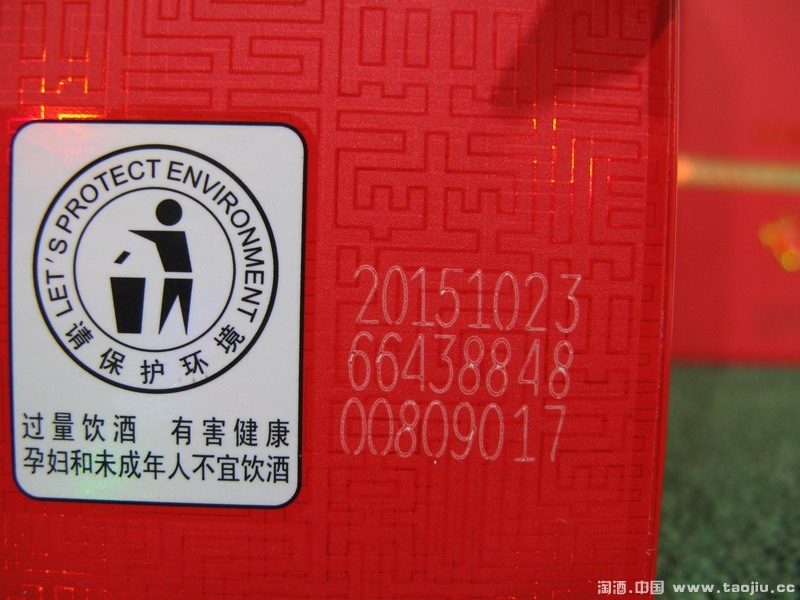 LET'S PROTECT ENVIRONMENT
请保护环境
过量饮酒 有害健康
孕妇和未成年人不宜饮酒
20151023
66438848
00809017
淘酒.中国 www.taojiu.cc